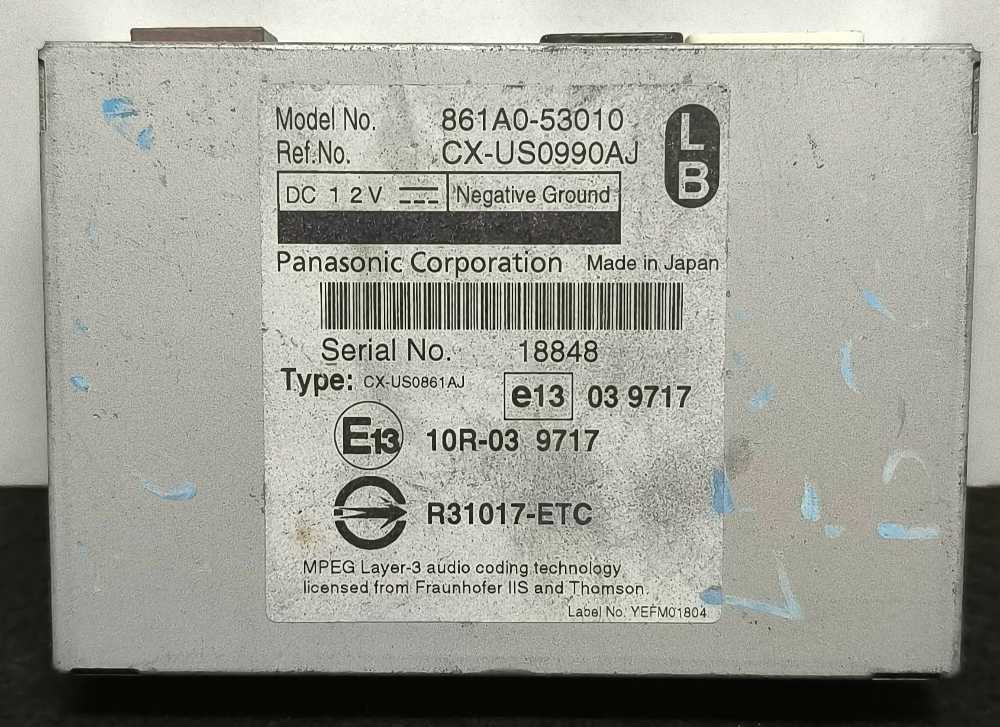 Model No. 861A0-53010
Ref.No. CX-US0990AJ
LB
DC 12V Negative Ground
Panasonic Corporation Made in Japan
Serial No. 18848
Type: CX-US0861AJ e13 03 9717
E13 10R-03 9717
R31017-ETC
MPEG Layer-3 audio coding technology
licensed from Fraunhofer IIS and Thomson.
Label No. YEFM01804